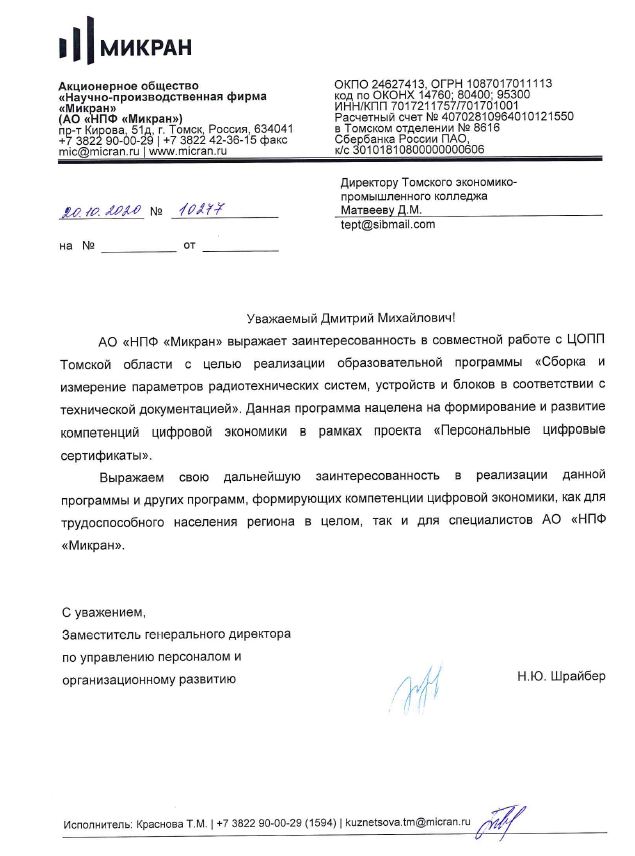 МИКРАН
Акционерное общество
«Научно-производственная фирма
«Микран»
(АО «НПФ «Микран»)
пр-т Кирова, 51д, г. Томск, Россия, 634041
+7 3822 90-00-29 | +7 3822 42-36-15 факс
mic@micran.ru | www.micran.ru
ОКПО 24627413, ОГРН 1087017011113
код по ОКОНХ 14760; 80400; 95300
ИНН/КПП 7017211757/701701001
Расчетный счет № 40702810964010121550
в Томском отделении № 8616
Сбербанка России ПАО,
к/с 30101810800000000606
20.10.2020 № 10277
на № от
Директору Томского экономико-
промышленного колледжа
Матвееву Д.М.
tept@sibmail.com
Уважаемый Дмитрий Михайлович!
АО «НПФ «Микран» выражает заинтересованность в совместной работе с ЦОПП
Томской области с целью реализации образовательной программы «Сборка и
измерение параметров радиотехнических систем, устройств и блоков в соответствии с
технической документацией». Данная программа нацелена на формирование и развитие
компетенций цифровой экономики в рамках проекта «Персональные цифровые
сертификаты».
Выражаем свою дальнейшую заинтересованность в реализации данной
программы и других программ, формирующих компетенции цифровой экономики, как для
трудоспособного населения региона в целом, так и для специалистов АО «НПФ
«Микран».
С уважением,
Заместитель генерального директора
по управлению персоналом и
организационному развитию
Н.Ю. Шрайбер
Исполнитель: Краснова Т.М. | +7 3822 90-00-29 (1594) | kuznetsova.tm@micran.ru